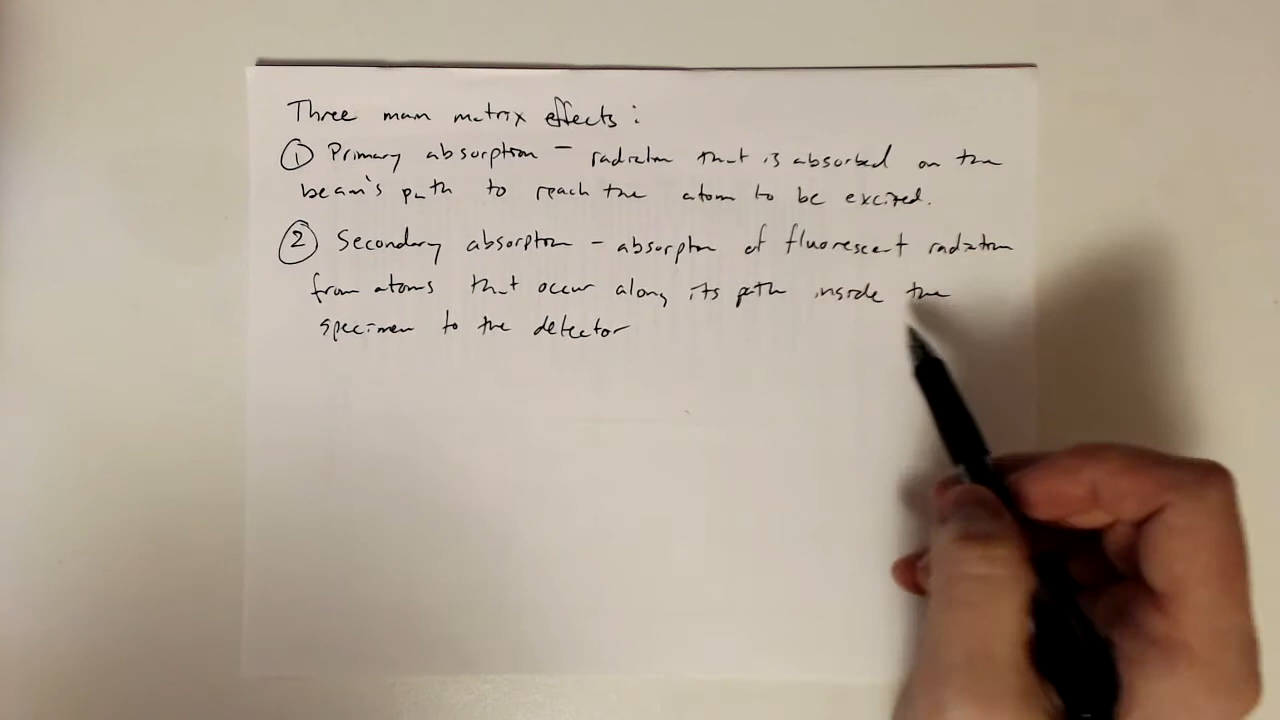 Three main matrix effects :
① Primary absorption – radiation that is absorbed on the
beam's path to reach the atom to be excited.
② Secondary absorption – absorption of fluorescent radiation
from atoms that occur along its path inside the
specimen to the detector